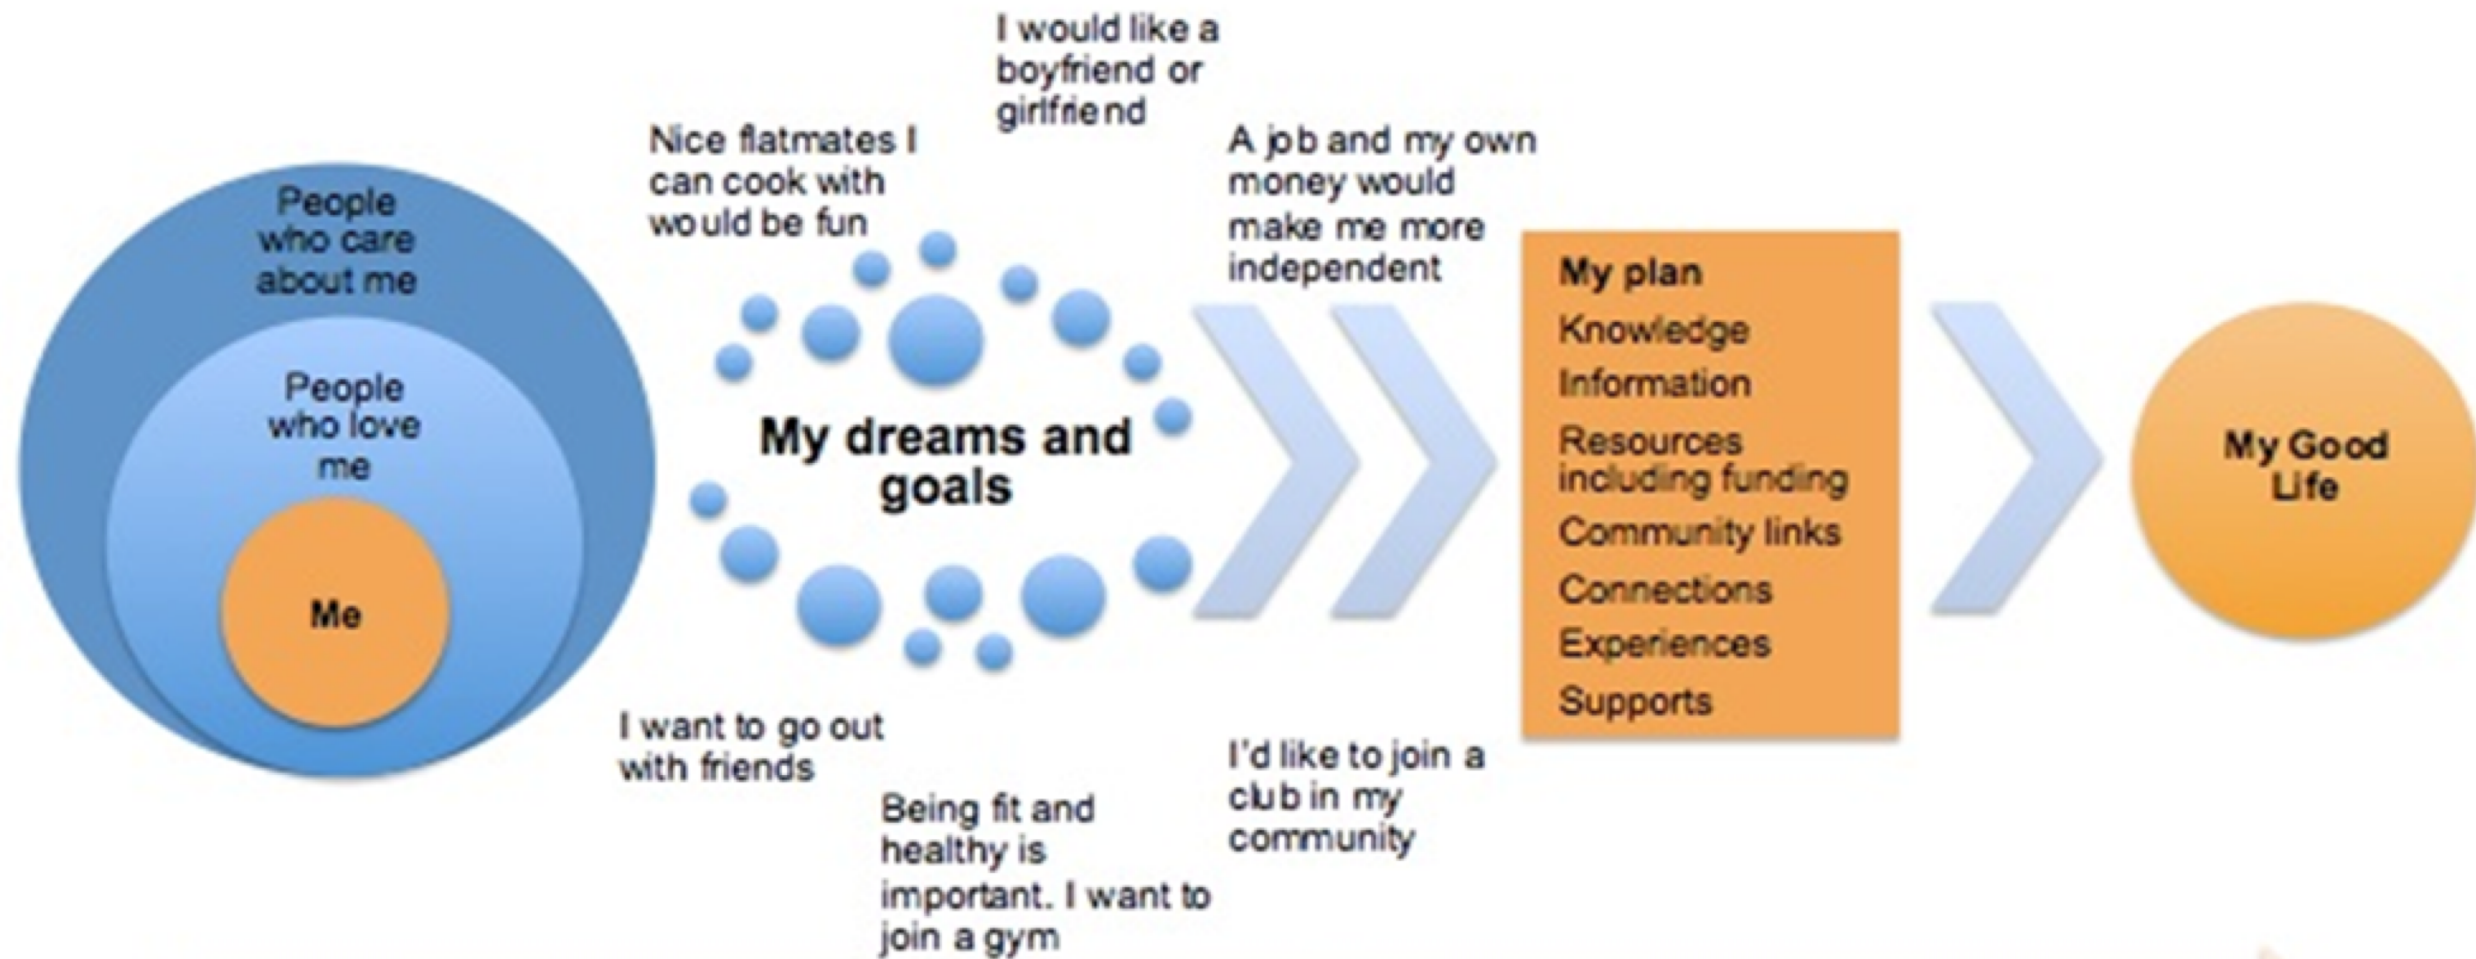 People
who care
about me
People
who love
me
Me
Nice flatmates I
can cook with
would be fun
I would like a
boyfriend or
girlfriend
A job and my own
money would
make me more
independent
My dreams and
goals
I want to go out
with friends
Being fit and
healthy is
important. I want to
join a gym
I'd like to join a
club in my
community
My plan
Knowledge
Information
Resources
including funding
Community links
Connections
Experiences
Supports
My Good
Life